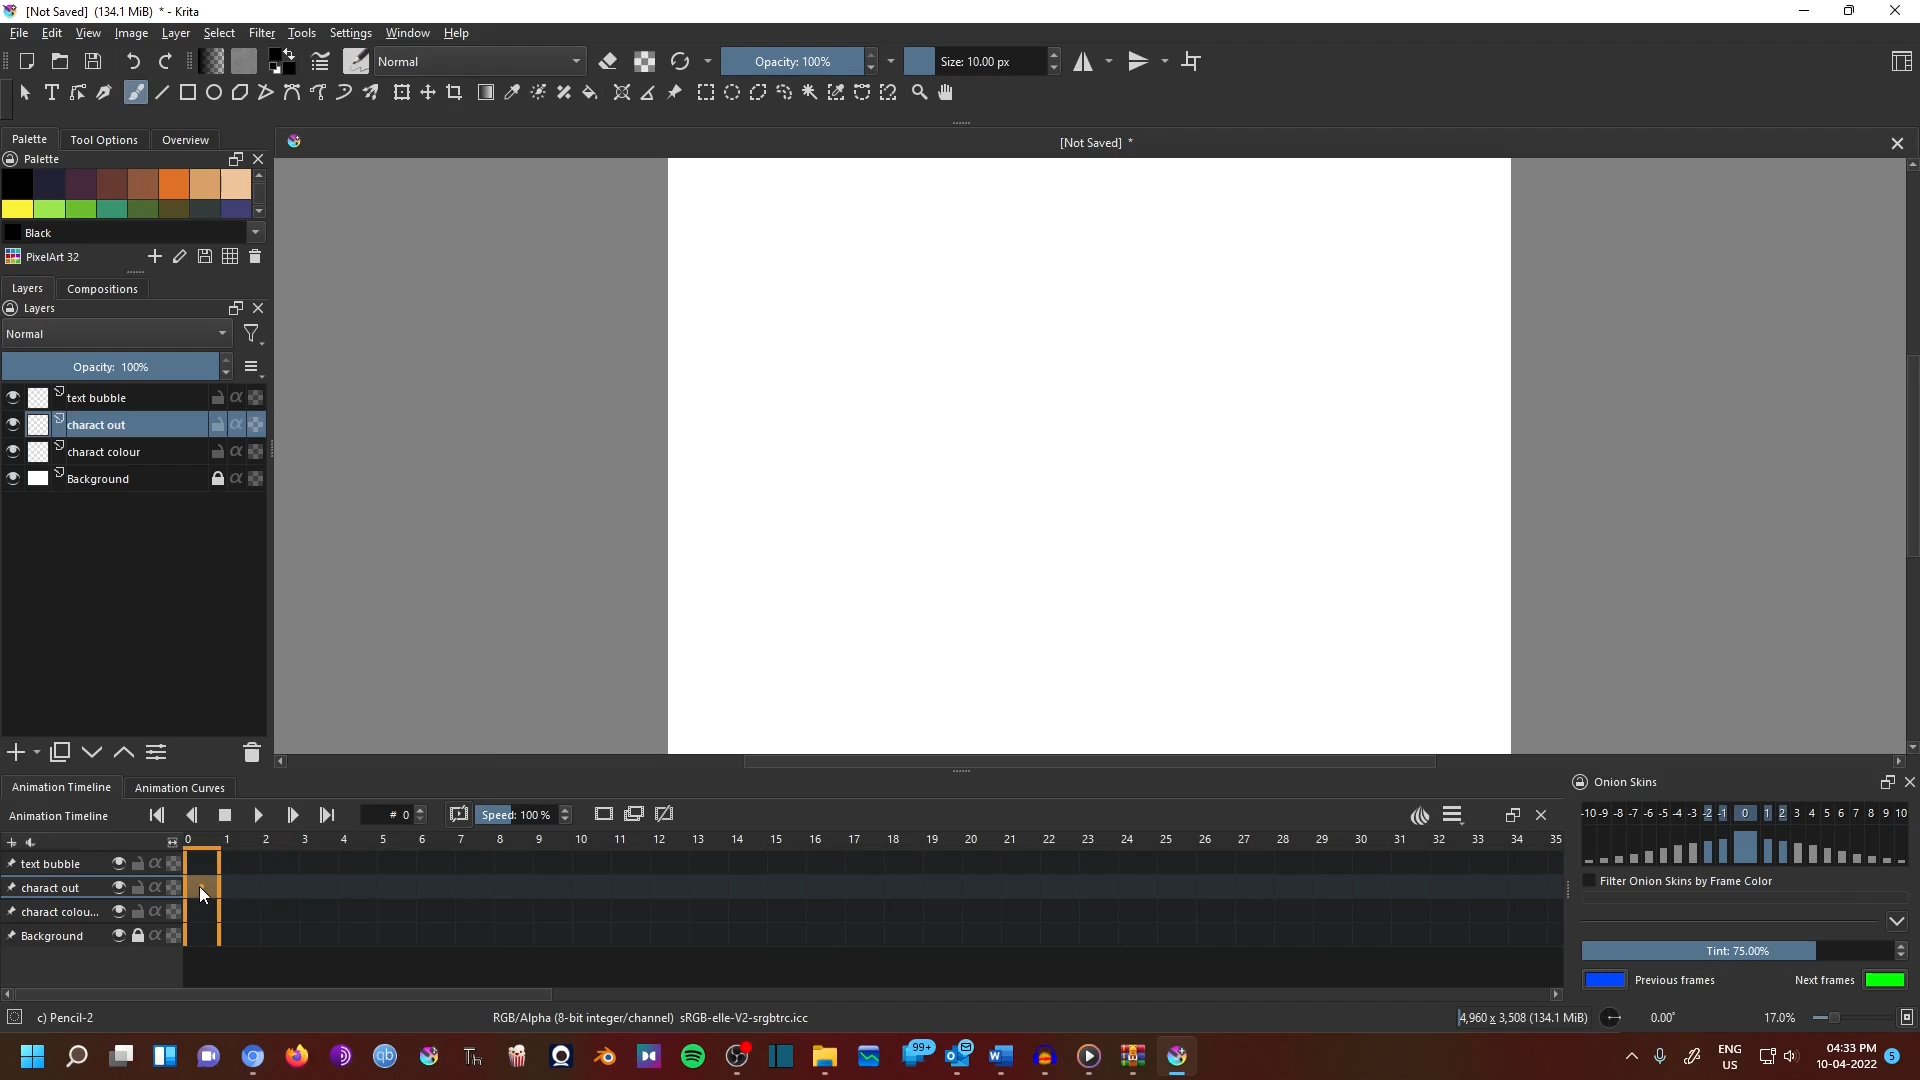 [Not Saved] (134.1 MiB) * - Krita
File Edit View Image Layer Select Filter Tools Settings Window Help
Normal Opacity: 100% Size: 10.00 px
Palette Tool Options Overview
[Not Saved] *
Palette
Black
PixelArt 32
Layers Compositions
Layers
Normal
Opacity: 100%
text bubble
charact out
charact colour
Background
Animation Timeline Animation Curves
Onion Skins
Animation Timeline # 0 Speed: 100 %
-10 -9 -8 -7 -6 -5 -4 -3 -2 -1 0 1 2 3 4 5 6 7 8 9 10
0 1 2 3 4 5 6 7 8 9 10 11 12 13 14 15 16 17 18 19 20 21 22 23 24 25 26 27 28 29 30 31 32 33 34 35
text bubble
charact out
charact colou...
Background
Filter Onion Skins by Frame Color
Tint: 75.00%
Previous frames Next frames
c) Pencil-2 RGB/Alpha (8-bit integer/channel) sRGB-elle-V2-srgbtrc.icc 4,960 x 3,508 (134.1 MiB) 0.00° 17.0%
99+
ENG
US
04:33 PM
10-04-2022
5